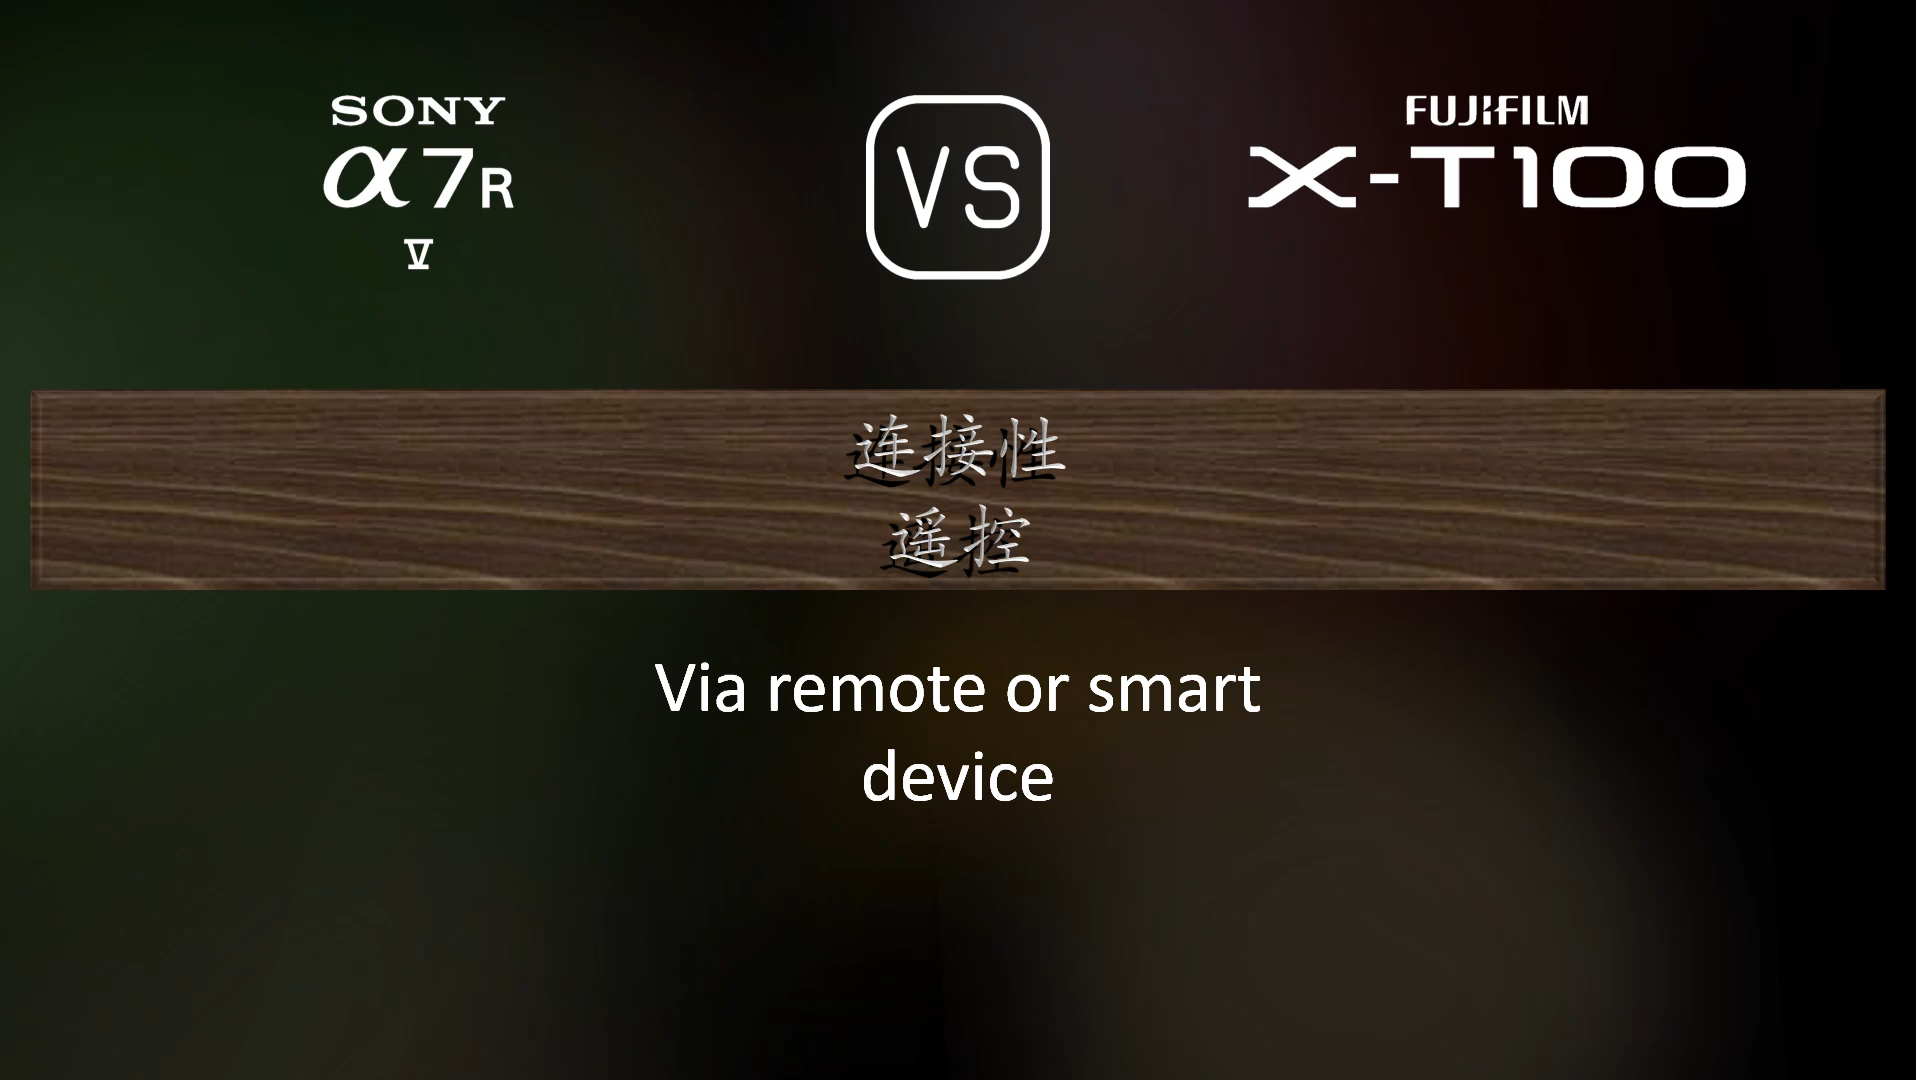 SONY
α7R
V
VS
FUJIFILM
X-T100
连接性
遥控
Via remote or smart
device